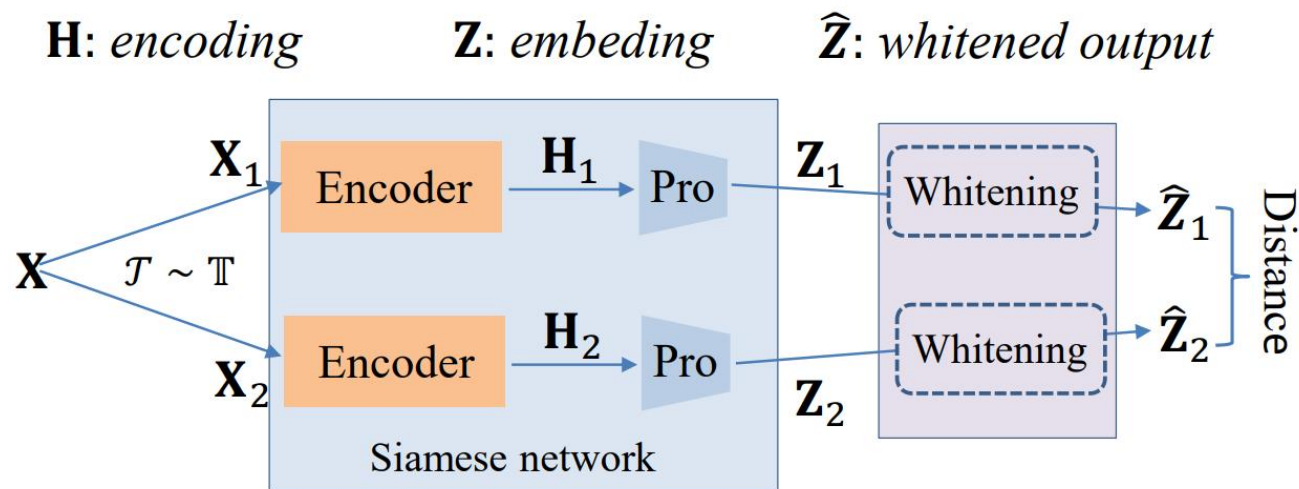 H: encoding Z: embeding Ẑ: whitened output
X₁ Encoder H₁ Pro Z₁ Whitening Ẑ₁
X 𝒯 ~ 𝕋 Distance
X₂ Encoder H₂ Pro Z₂ Whitening Ẑ₂
Siamese network